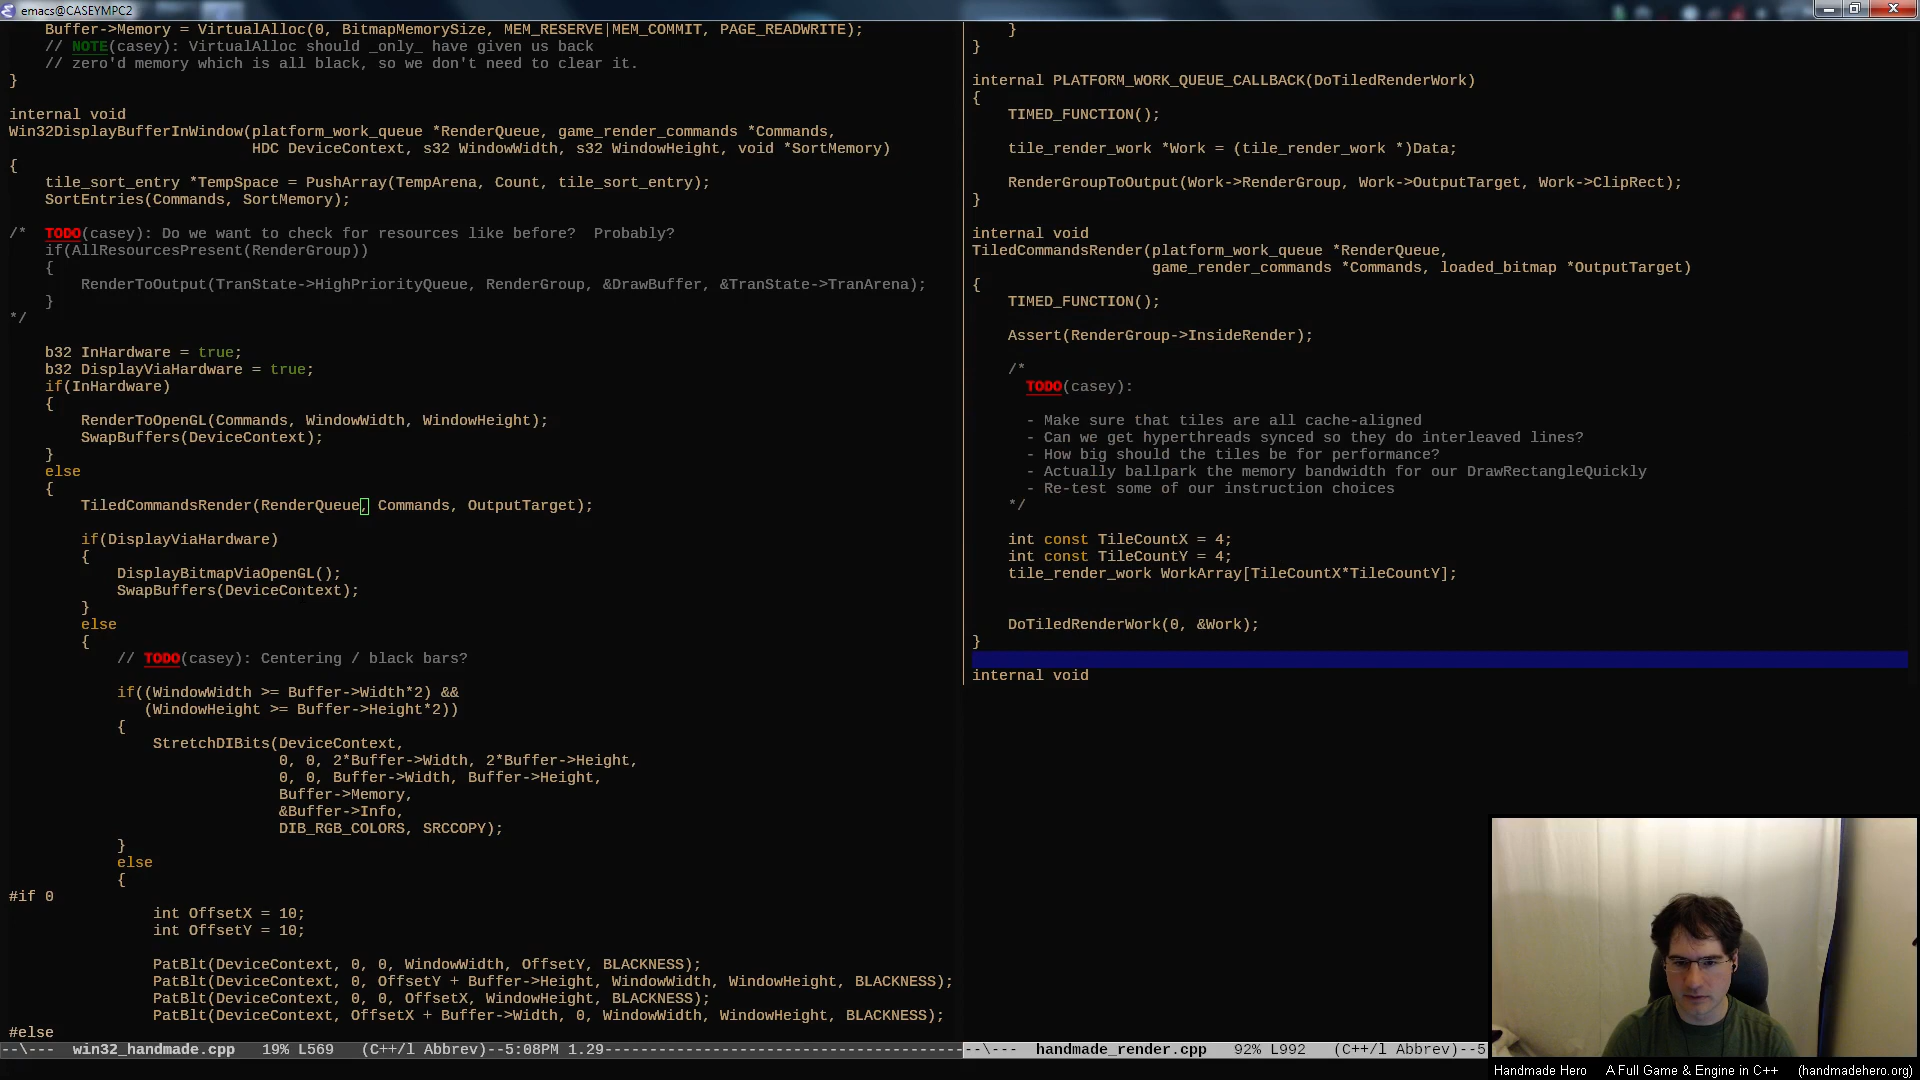 emacs@CASEYMPC2
    Buffer->Memory = VirtualAlloc(0, BitmapMemorySize, MEM_RESERVE|MEM_COMMIT, PAGE_READWRITE);
    // NOTE(casey): VirtualAlloc should _only_ have given us back
    // zero'd memory which is all black, so we don't need to clear it.
}
internal void
Win32DisplayBufferInWindow(platform_work_queue *RenderQueue, game_render_commands *Commands,
                           HDC DeviceContext, s32 WindowWidth, s32 WindowHeight, void *SortMemory)
{
    tile_sort_entry *TempSpace = PushArray(TempArena, Count, tile_sort_entry);
    SortEntries(Commands, SortMemory);
/*  TODO(casey): Do we want to check for resources like before?  Probably?
    if(AllResourcesPresent(RenderGroup))
    {
        RenderToOutput(TranState->HighPriorityQueue, RenderGroup, &DrawBuffer, &TranState->TranArena);
    }
*/
    b32 InHardware = true;
    b32 DisplayViaHardware = true;
    if(InHardware)
    {
        RenderToOpenGL(Commands, WindowWidth, WindowHeight);
        SwapBuffers(DeviceContext);
    }
    else
    {
        TiledCommandsRender(RenderQueue, Commands, OutputTarget);
        if(DisplayViaHardware)
        {
            DisplayBitmapViaOpenGL();
            SwapBuffers(DeviceContext);
        }
        else
        {
            // TODO(casey): Centering / black bars?
            if((WindowWidth >= Buffer->Width*2) &&
               (WindowHeight >= Buffer->Height*2))
            {
                StretchDIBits(DeviceContext,
                              0, 0, 2*Buffer->Width, 2*Buffer->Height,
                              0, 0, Buffer->Width, Buffer->Height,
                              Buffer->Memory,
                              &Buffer->Info,
                              DIB_RGB_COLORS, SRCCOPY);
            }
            else
            {
#if 0
                int OffsetX = 10;
                int OffsetY = 10;
                PatBlt(DeviceContext, 0, 0, WindowWidth, OffsetY, BLACKNESS);
                PatBlt(DeviceContext, 0, OffsetY + Buffer->Height, WindowWidth, WindowHeight, BLACKNESS);
                PatBlt(DeviceContext, 0, 0, OffsetX, WindowHeight, BLACKNESS);
                PatBlt(DeviceContext, OffsetX + Buffer->Width, 0, WindowWidth, WindowHeight, BLACKNESS);
#else
--\---  win32_handmade.cpp   19% L569   (C++/l Abbrev)--5:08PM 1.29
    }
}
internal PLATFORM_WORK_QUEUE_CALLBACK(DoTiledRenderWork)
{
    TIMED_FUNCTION();
    tile_render_work *Work = (tile_render_work *)Data;
    RenderGroupToOutput(Work->RenderGroup, Work->OutputTarget, Work->ClipRect);
}
internal void
TiledCommandsRender(platform_work_queue *RenderQueue,
                    game_render_commands *Commands, loaded_bitmap *OutputTarget)
{
    TIMED_FUNCTION();
    Assert(RenderGroup->InsideRender);
    /*
      TODO(casey):
      - Make sure that tiles are all cache-aligned
      - Can we get hyperthreads synced so they do interleaved lines?
      - How big should the tiles be for performance?
      - Actually ballpark the memory bandwidth for our DrawRectangleQuickly
      - Re-test some of our instruction choices
    */
    int const TileCountX = 4;
    int const TileCountY = 4;
    tile_render_work WorkArray[TileCountX*TileCountY];
    DoTiledRenderWork(0, &Work);
}
internal void
--\---  handmade_render.cpp   92% L992   (C++/l Abbrev)--5
Handmade Hero    A Full Game & Engine in C++    (handmadehero.org)